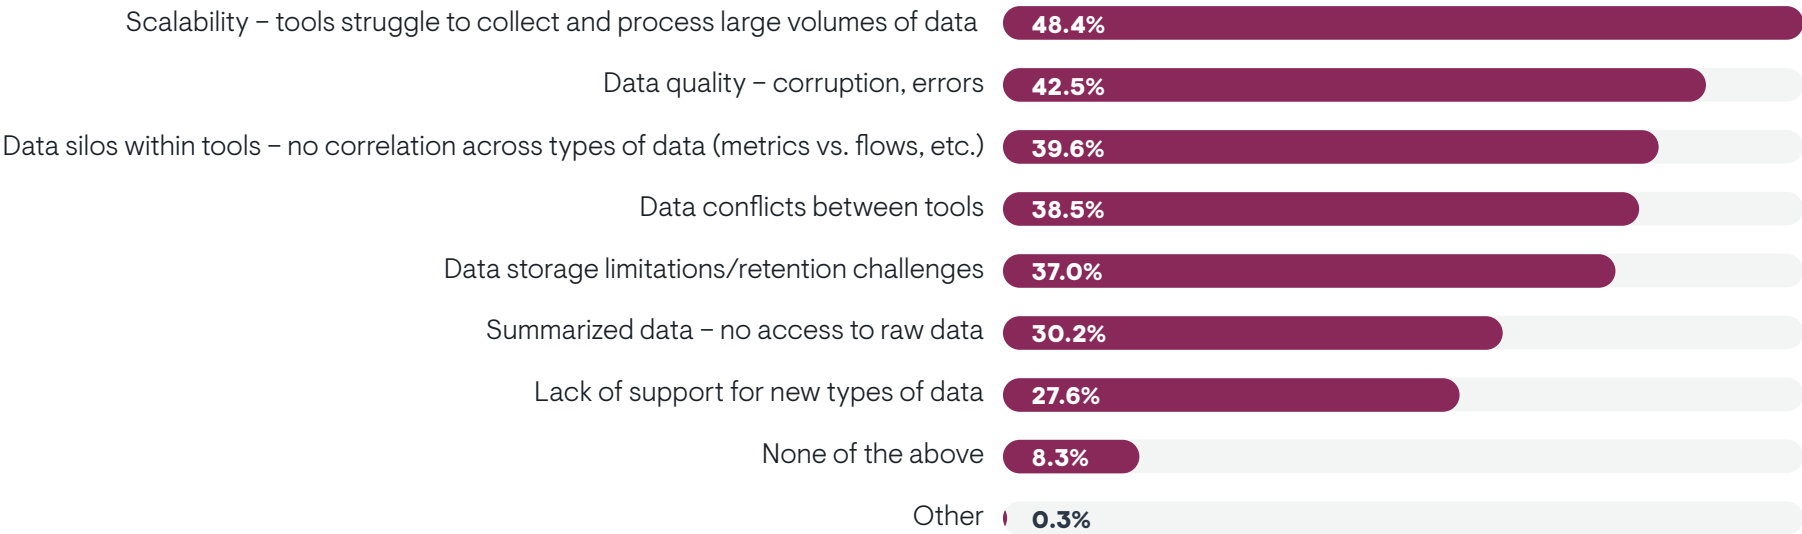 Scalability – tools struggle to collect and process large volumes of data 48.4%
Data quality – corruption, errors 42.5%
Data silos within tools – no correlation across types of data (metrics vs. flows, etc.) 39.6%
Data conflicts between tools 38.5%
Data storage limitations/retention challenges 37.0%
Summarized data – no access to raw data 30.2%
Lack of support for new types of data 27.6%
None of the above 8.3%
Other 0.3%